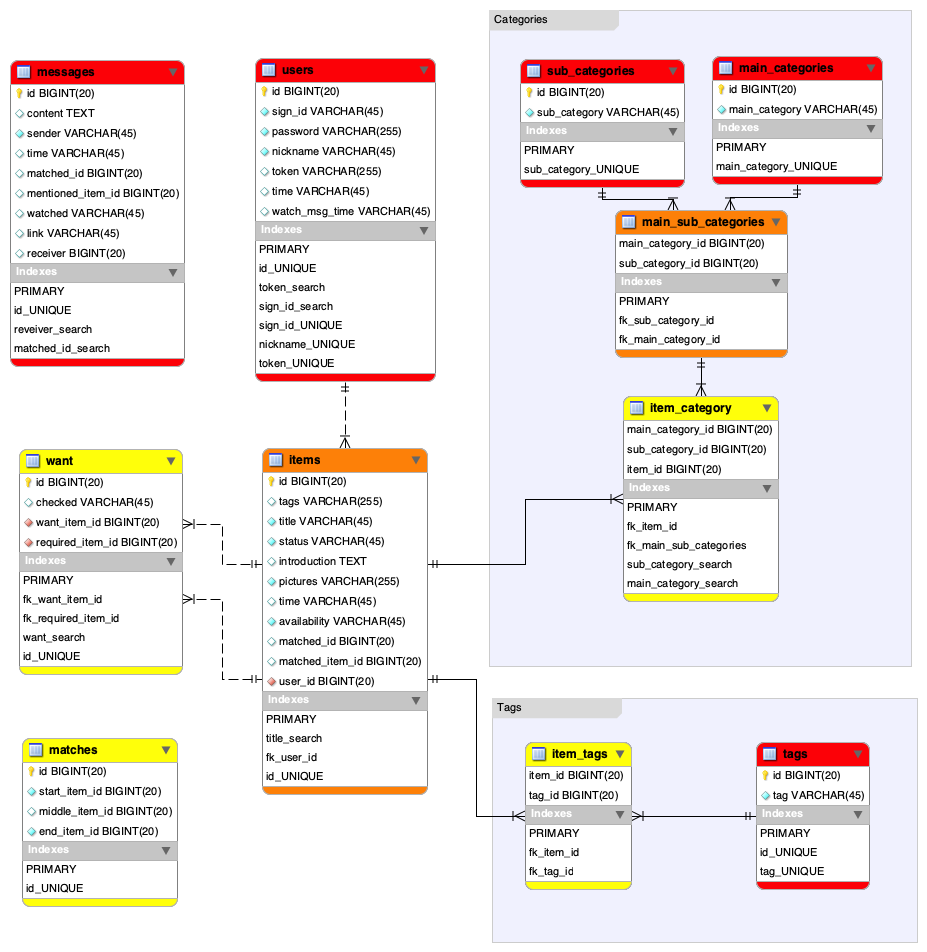 Categories
messages
id BIGINT(20)
content TEXT
sender VARCHAR(45)
time VARCHAR(45)
matched_id BIGINT(20)
mentioned_item_id BIGINT(20)
watched VARCHAR(45)
link VARCHAR(45)
receiver BIGINT(20)
Indexes
PRIMARY
id_UNIQUE
reveiver_search
matched_id_search
users
id BIGINT(20)
sign_id VARCHAR(45)
password VARCHAR(255)
nickname VARCHAR(45)
token VARCHAR(255)
time VARCHAR(45)
watch_msg_time VARCHAR(45)
Indexes
PRIMARY
id_UNIQUE
token_search
sign_id_search
sign_id_UNIQUE
nickname_UNIQUE
token_UNIQUE
sub_categories
id BIGINT(20)
sub_category VARCHAR(45)
Indexes
PRIMARY
sub_category_UNIQUE
main_categories
id BIGINT(20)
main_category VARCHAR(45)
Indexes
PRIMARY
main_category_UNIQUE
main_sub_categories
main_category_id BIGINT(20)
sub_category_id BIGINT(20)
Indexes
PRIMARY
fk_sub_category_id
fk_main_category_id
item_category
main_category_id BIGINT(20)
sub_category_id BIGINT(20)
item_id BIGINT(20)
Indexes
PRIMARY
fk_item_id
fk_main_sub_categories
sub_category_search
main_category_search
want
id BIGINT(20)
checked VARCHAR(45)
want_item_id BIGINT(20)
required_item_id BIGINT(20)
Indexes
PRIMARY
fk_want_item_id
fk_required_item_id
want_search
id_UNIQUE
items
id BIGINT(20)
tags VARCHAR(255)
title VARCHAR(45)
status VARCHAR(45)
introduction TEXT
pictures VARCHAR(255)
time VARCHAR(45)
availability VARCHAR(45)
matched_id BIGINT(20)
matched_item_id BIGINT(20)
user_id BIGINT(20)
Indexes
PRIMARY
title_search
fk_user_id
id_UNIQUE
matches
id BIGINT(20)
start_item_id BIGINT(20)
middle_item_id BIGINT(20)
end_item_id BIGINT(20)
Indexes
PRIMARY
id_UNIQUE
Tags
item_tags
item_id BIGINT(20)
tag_id BIGINT(20)
Indexes
PRIMARY
fk_item_id
fk_tag_id
tags
id BIGINT(20)
tag VARCHAR(45)
Indexes
PRIMARY
id_UNIQUE
tag_UNIQUE